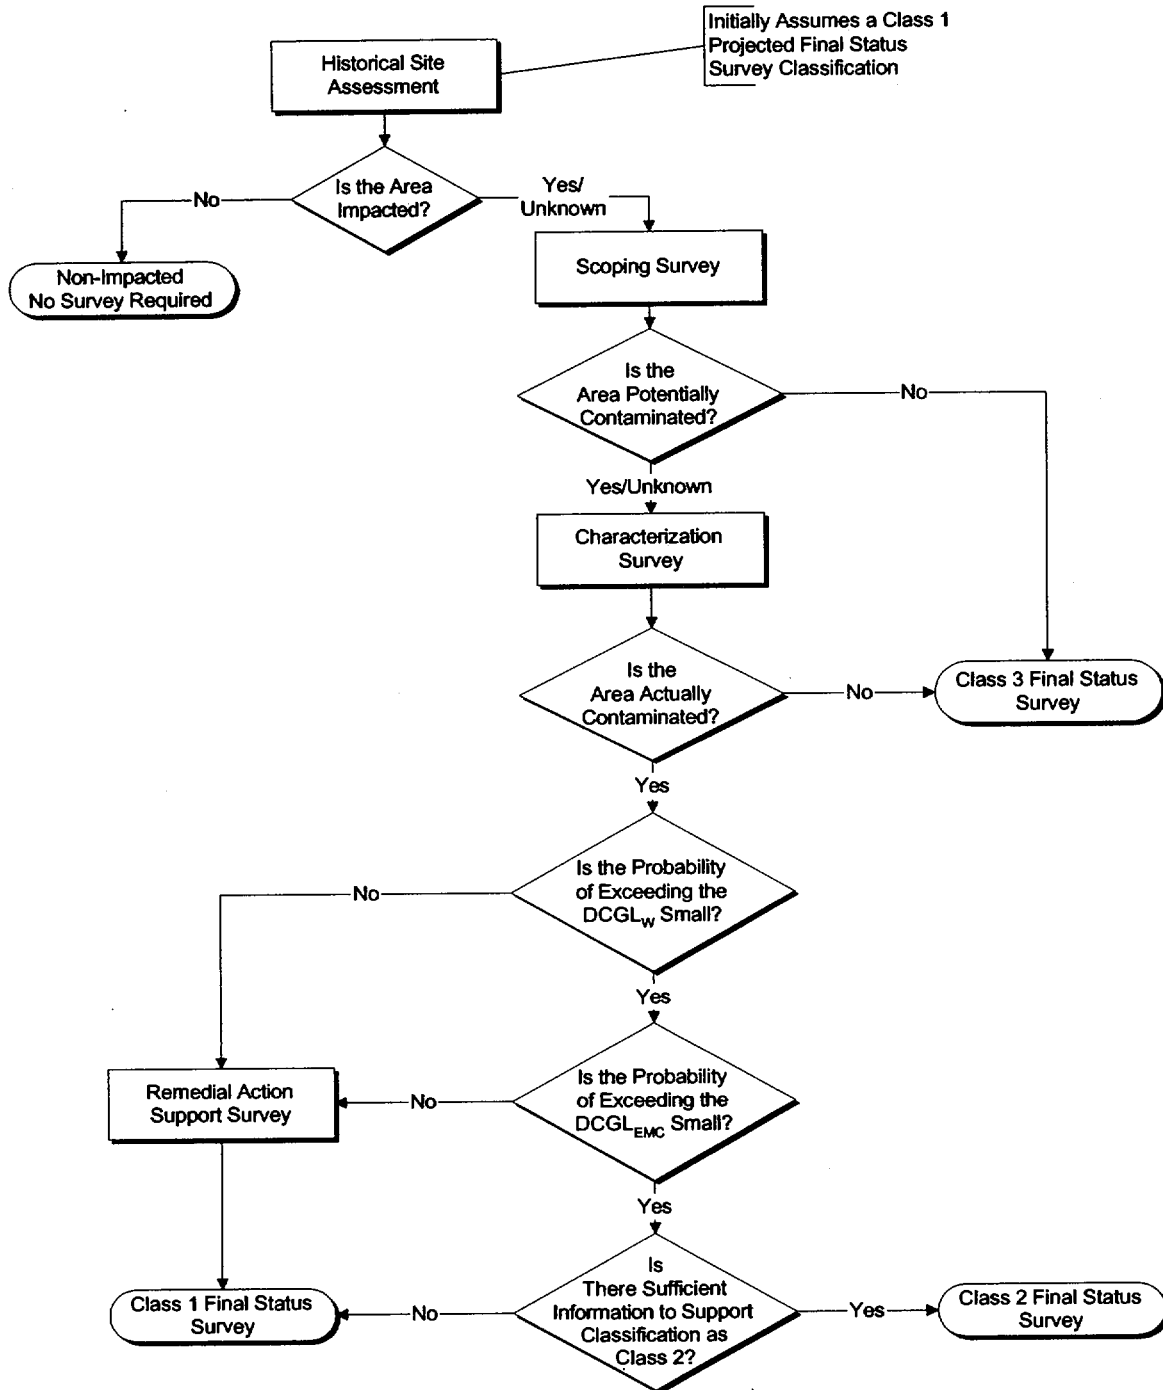 Initially Assumes a Class 1
Projected Final Status
Survey Classification
Historical Site
Assessment
Is the Area
Impacted?
No
Yes/
Unknown
Non-Impacted
No Survey Required
Scoping Survey
Is the
Area Potentially
Contaminated?
No
Yes/Unknown
Characterization
Survey
Is the
Area Actually
Contaminated?
No
Class 3 Final Status
Survey
Yes
Is the Probability
of Exceeding the
DCGLW Small?
No
Yes
Remedial Action
Support Survey
No
Is the Probability
of Exceeding the
DCGLEMC Small?
Yes
Is
There Sufficient
Information to Support
Classification as
Class 2?
No
Class 1 Final Status
Survey
Yes
Class 2 Final Status
Survey